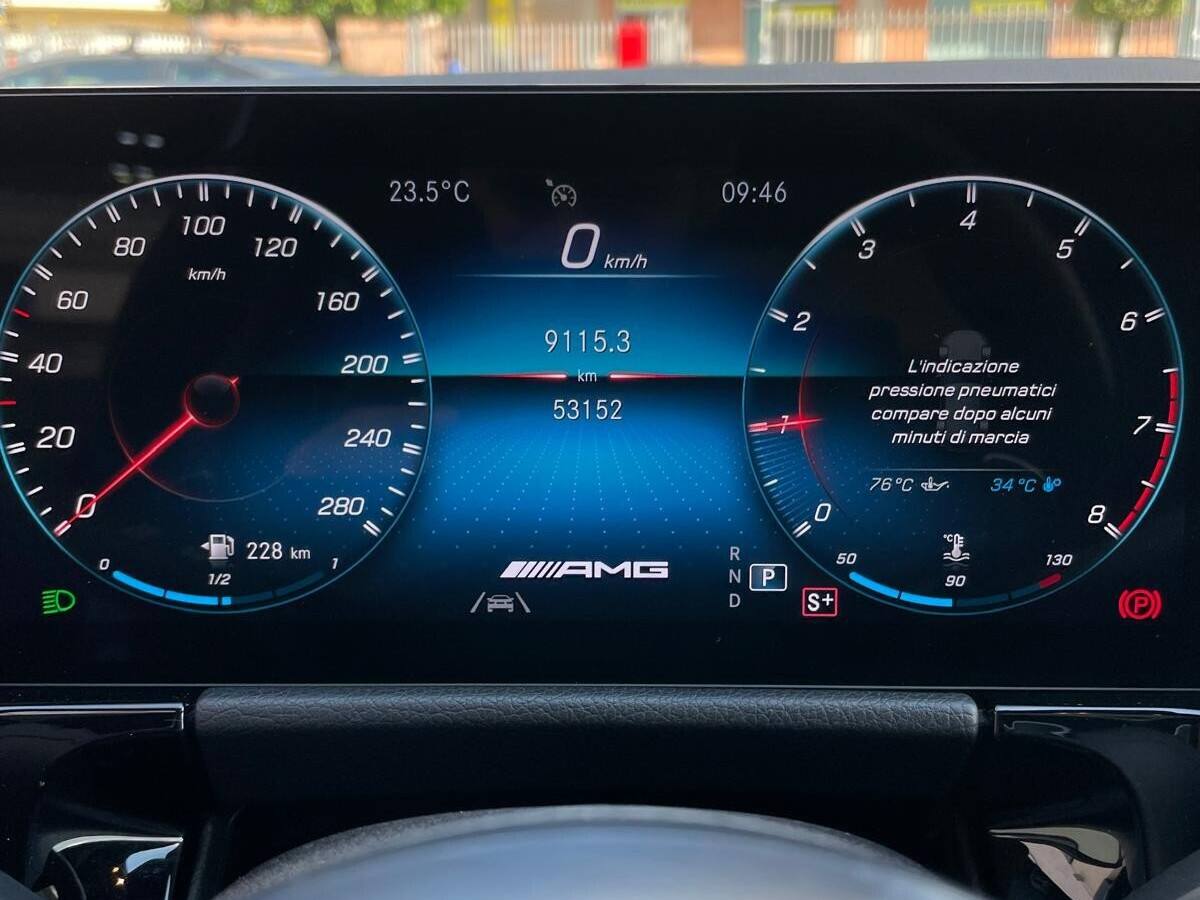 23.5°C
09:46
0 km/h
9115.3
km
53152
km/h
0
20
40
60
80
100
120
160
200
240
280
228 km
0
1/2
1
AMG
R
N
D
P
S+
0
1
2
3
4
5
6
7
8
L'indicazione
pressione pneumatici
compare dopo alcuni
minuti di marcia
76°C
34°C
°C
50
90
130
P